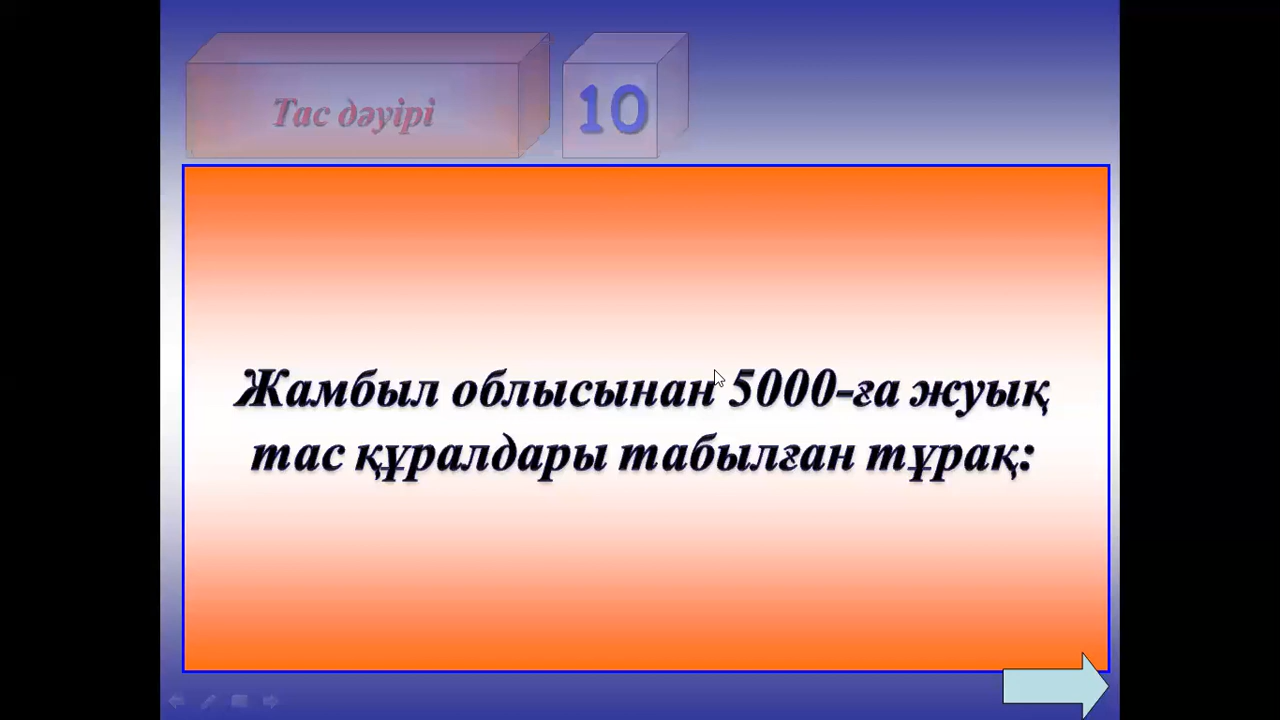 Тас дәуірі
10
Жамбыл облысынан 5000-ға жуық
тас құралдары табылған тұрақ: